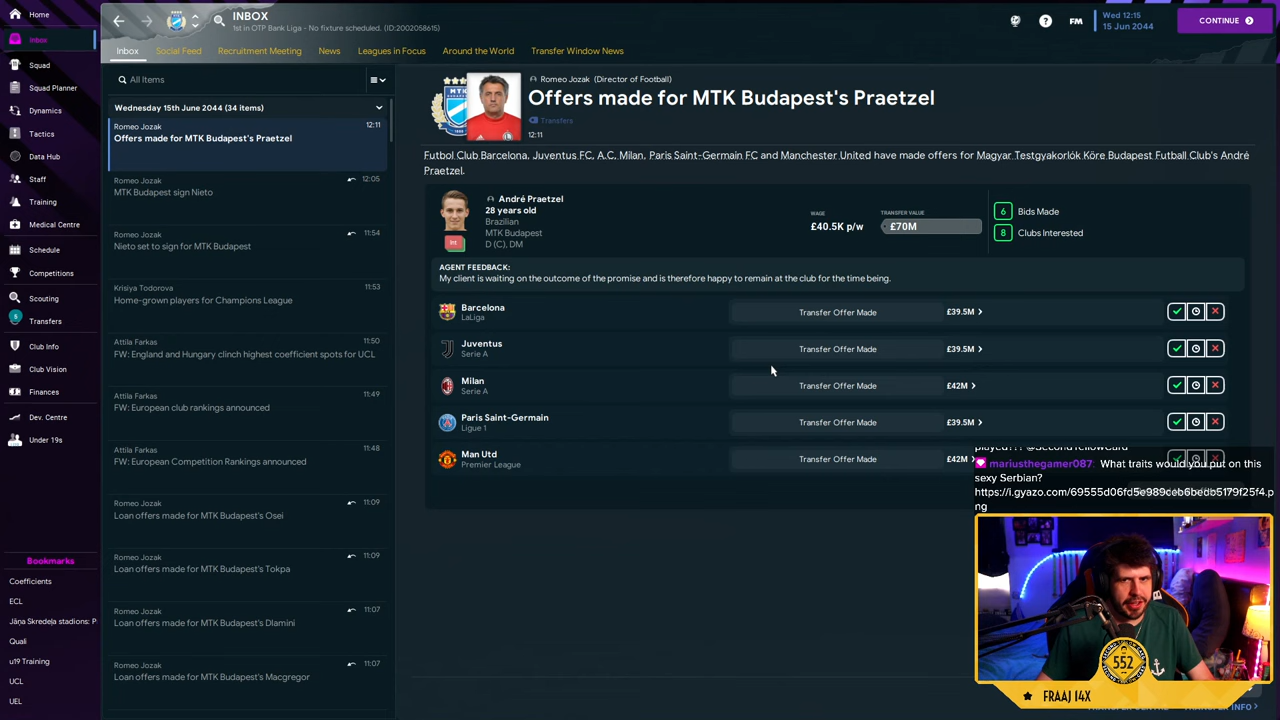 Home
INBOX
1st in OTP Bank Liga - No fixture scheduled. (ID:2002058615)
FM
Wed 12:15
15 Jun 2044
CONTINUE
Inbox
Squad
Squad Planner
Dynamics
Tactics
Data Hub
Staff
Training
Medical Centre
Schedule
Competitions
Scouting
5
Transfers
Club Info
Club Vision
Finances
Dev. Centre
Under 19s
Bookmarks
Coefficients
ECL
Jāņa Skredeļa stadions: P
Quali
u19 Training
UCL
UEL
Inbox
Social Feed
Recruitment Meeting
News
Leagues in Focus
Around the World
Transfer Window News
All Items
Wednesday 15th June 2044 (34 items)
Romeo Jozak
12:11
Offers made for MTK Budapest's Praetzel
Romeo Jozak
12:05
MTK Budapest sign Nieto
Romeo Jozak
11:54
Nieto set to sign for MTK Budapest
Krisiya Todorova
11:53
Home-grown players for Champions League
Attila Farkas
11:50
FW: England and Hungary clinch highest coefficient spots for UCL
Attila Farkas
11:49
FW: European club rankings announced
Attila Farkas
11:48
FW: European Competition Rankings announced
Romeo Jozak
11:09
Loan offers made for MTK Budapest's Osei
Romeo Jozak
11:09
Loan offers made for MTK Budapest's Tokpa
Romeo Jozak
11:07
Loan offers made for MTK Budapest's Dlamini
Romeo Jozak
11:07
Loan offers made for MTK Budapest's Macgregor
MTK
Romeo Jozak (Director of Football)
Offers made for MTK Budapest's Praetzel
Transfers
12:11
Futbol Club Barcelona, Juventus FC, A.C. Milan, Paris Saint-Germain FC and Manchester United have made offers for Magyar Testgyakorlók Köre Budapest Futball Club's André
Praetzel.
André Praetzel
28 years old
Brazilian
MTK Budapest
D (C), DM
Int
WAGE
£40.5K p/w
TRANSFER VALUE
£70M
6
Bids Made
8
Clubs Interested
AGENT FEEDBACK:
My client is waiting on the outcome of the promise and is therefore happy to remain at the club for the time being.
Barcelona
LaLiga
Transfer Offer Made
£39.5M
Juventus
Serie A
Transfer Offer Made
£39.5M
Milan
Serie A
Transfer Offer Made
£42M
Paris Saint-Germain
Ligue 1
Transfer Offer Made
£39.5M
Man Utd
Premier League
Transfer Offer Made
£42M
mariusthegamer087: What traits would you put on this
sexy Serbian?
https://i.gyazo.com/69555d06fd5e989ceb6bedb5179f25f4.p
ng
552
FRAAJ 14X